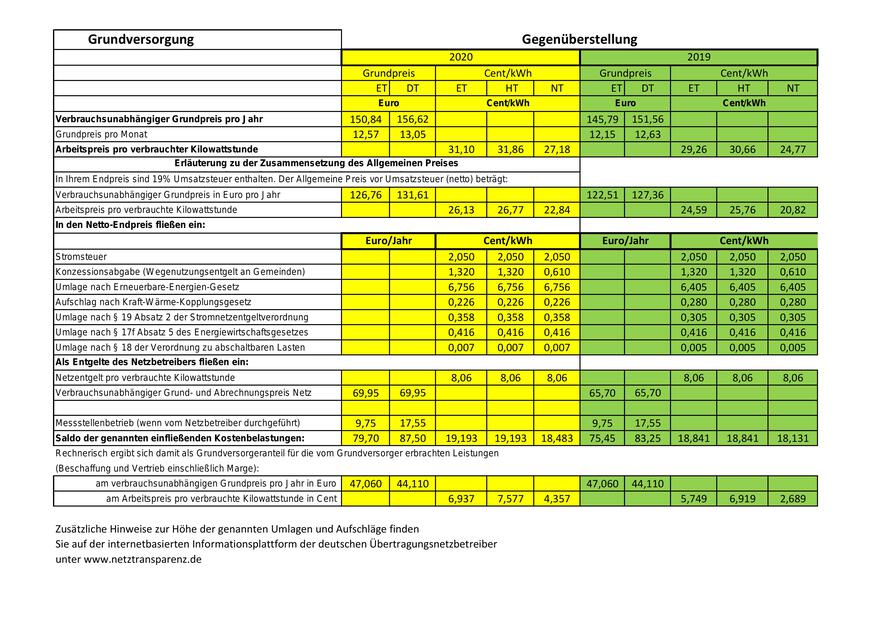 Grundversorgung Gegenüberstellung
2020 2019
Grundpreis Cent/kWh Grundpreis Cent/kWh
ET DT ET HT NT ET DT ET HT NT
Euro Cent/kWh Euro Cent/kWh
Verbrauchsunabhängiger Grundpreis pro Jahr 150,84 156,62 145,79 151,56
Grundpreis pro Monat 12,57 13,05 12,15 12,63
Arbeitspreis pro verbrauchter Kilowattstunde 31,10 31,86 27,18 29,26 30,66 24,77
Erläuterung zu der Zusammensetzung des Allgemeinen Preises
In Ihrem Endpreis sind 19% Umsatzsteuer enthalten. Der Allgemeine Preis vor Umsatzsteuer (netto) beträgt:
Verbrauchsunabhängiger Grundpreis in Euro pro Jahr 126,76 131,61 122,51 127,36
Arbeitspreis pro verbrauchte Kilowattstunde 26,13 26,77 22,84 24,59 25,76 20,82
In den Netto-Endpreis fließen ein:
Euro/Jahr Cent/kWh Euro/Jahr Cent/kWh
Stromsteuer 2,050 2,050 2,050 2,050 2,050 2,050
Konzessionsabgabe (Wegenutzungsentgelt an Gemeinden) 1,320 1,320 0,610 1,320 1,320 0,610
Umlage nach Erneuerbare-Energien-Gesetz 6,756 6,756 6,756 6,405 6,405 6,405
Aufschlag nach Kraft-Wärme-Kopplungsgesetz 0,226 0,226 0,226 0,280 0,280 0,280
Umlage nach § 19 Absatz 2 der Stromnetzentgeltverordnung 0,358 0,358 0,358 0,305 0,305 0,305
Umlage nach § 17f Absatz 5 des Energiewirtschaftsgesetzes 0,416 0,416 0,416 0,416 0,416 0,416
Umlage nach § 18 der Verordnung zu abschaltbaren Lasten 0,007 0,007 0,007 0,005 0,005 0,005
Als Entgelte des Netzbetreibers fließen ein:
Netzentgelt pro verbrauchte Kilowattstunde 8,06 8,06 8,06 8,06 8,06 8,06
Verbrauchsunabhängiger Grund- und Abrechnungspreis Netz 69,95 69,95 65,70 65,70
Messstellenbetrieb (wenn vom Netzbetreiber durchgeführt) 9,75 17,55 9,75 17,55
Saldo der genannten einfließenden Kostenbelastungen: 79,70 87,50 19,193 19,193 18,483 75,45 83,25 18,841 18,841 18,131
Rechnerisch ergibt sich damit als Grundversorgeranteil für die vom Grundversorger erbrachten Leistungen
(Beschaffung und Vertrieb einschließlich Marge):
am verbrauchsunabhängigen Grundpreis pro Jahr in Euro 47,060 44,110 47,060 44,110
am Arbeitspreis pro verbrauchte Kilowattstunde in Cent 6,937 7,577 4,357 5,749 6,919 2,689
Zusätzliche Hinweise zur Höhe der genannten Umlagen und Aufschläge finden
Sie auf der internetbasierten Informationsplattform der deutschen Übertragungsnetzbetreiber
unter www.netztransparenz.de